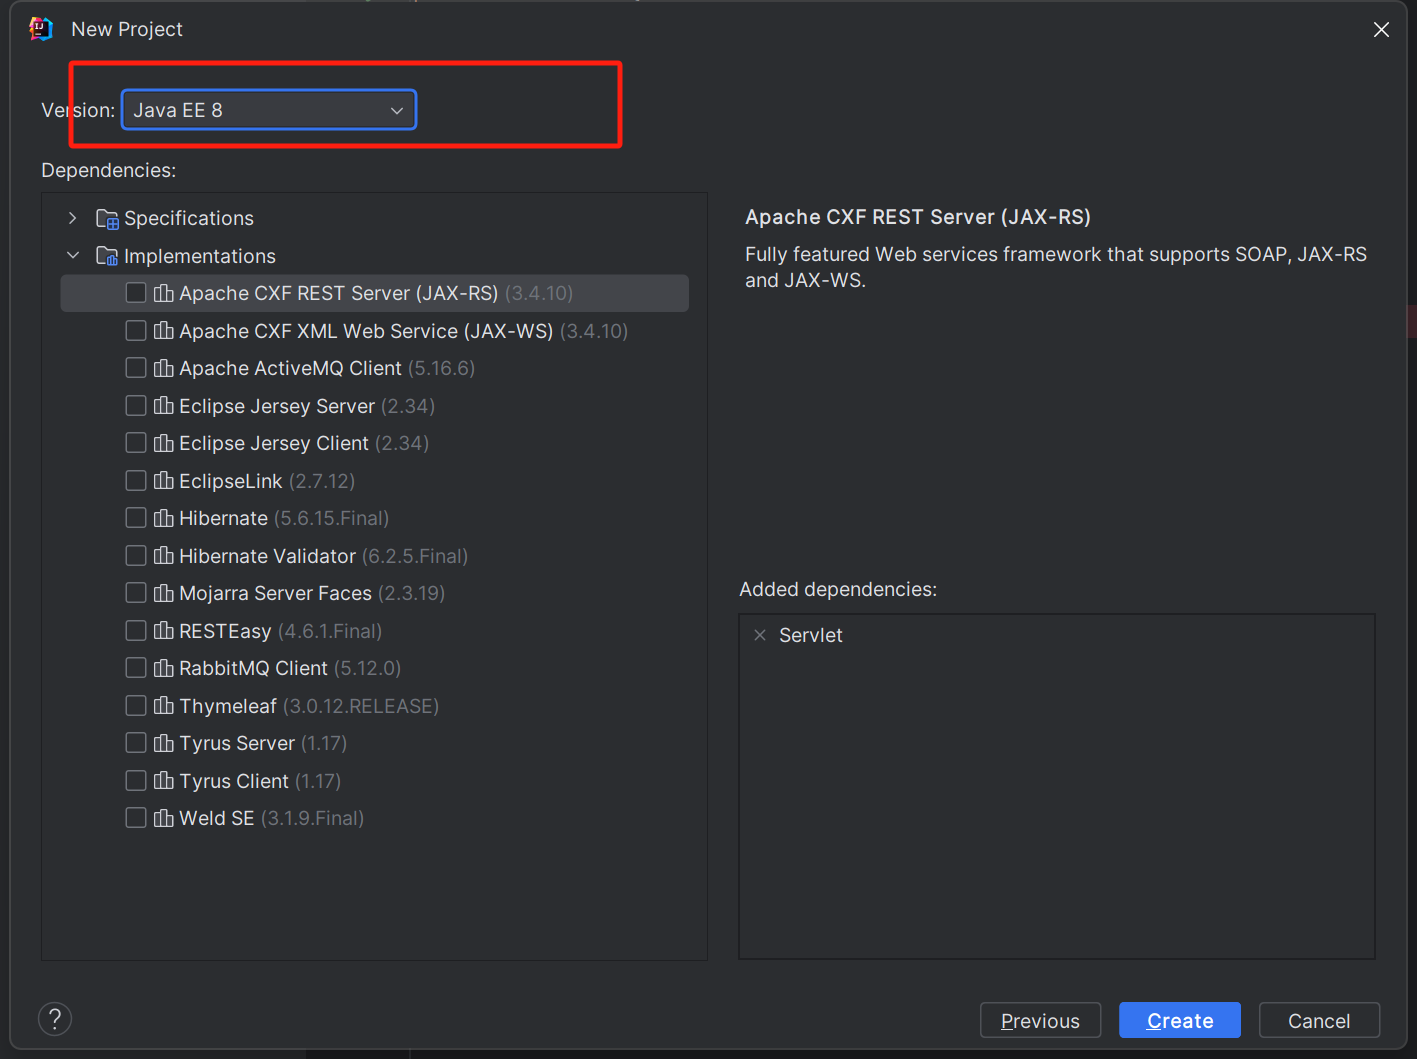 New Project
Version: Java EE 8
Dependencies:
Specifications
Implementations
Apache CXF REST Server (JAX-RS) (3.4.10)
Apache CXF XML Web Service (JAX-WS) (3.4.10)
Apache ActiveMQ Client (5.16.6)
Eclipse Jersey Server (2.34)
Eclipse Jersey Client (2.34)
EclipseLink (2.7.12)
Hibernate (5.6.15.Final)
Hibernate Validator (6.2.5.Final)
Mojarra Server Faces (2.3.19)
RESTEasy (4.6.1.Final)
RabbitMQ Client (5.12.0)
Thymeleaf (3.0.12.RELEASE)
Tyrus Server (1.17)
Tyrus Client (1.17)
Weld SE (3.1.9.Final)
Apache CXF REST Server (JAX-RS)
Fully featured Web services framework that supports SOAP, JAX-RS
and JAX-WS.
Added dependencies:
Servlet
?
Previous
Create
Cancel